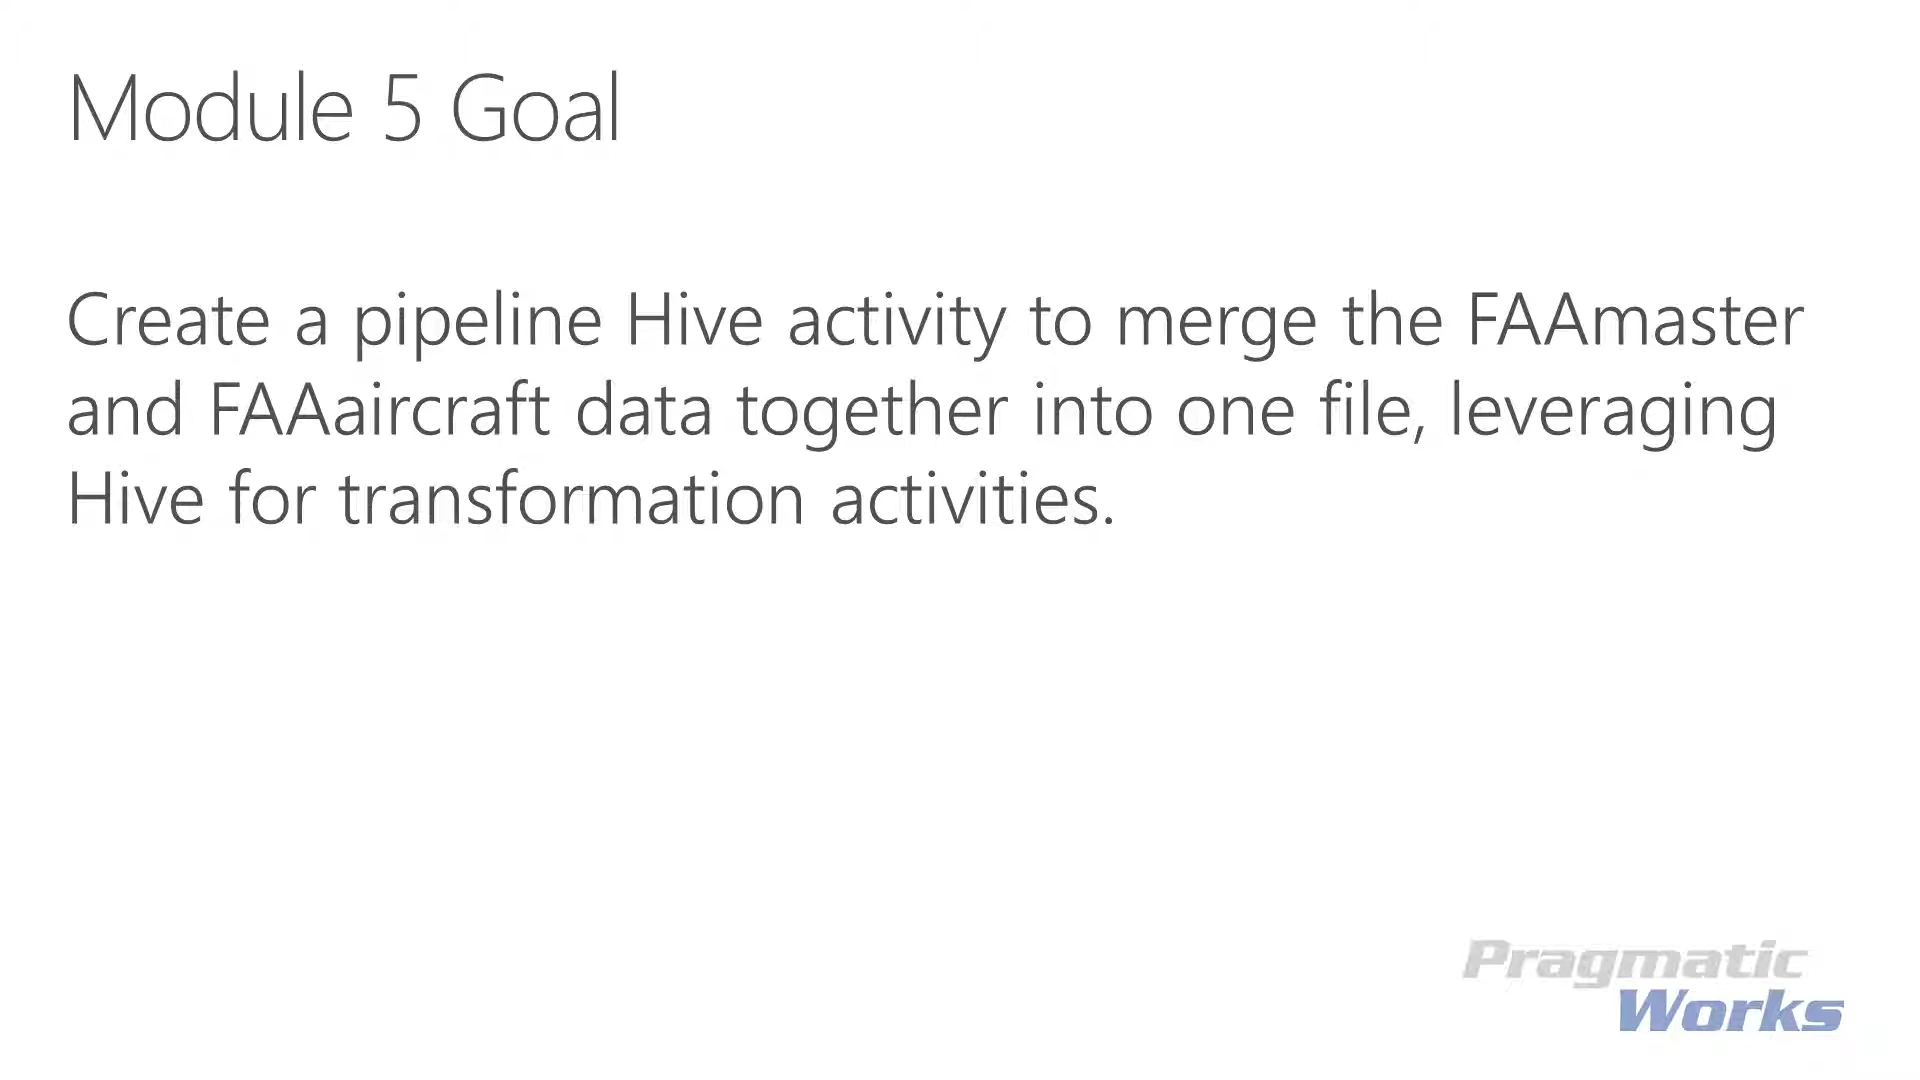 Module 5 Goal
Create a pipeline Hive activity to merge the FAAmaster
and FAAaircraft data together into one file, leveraging
Hive for transformation activities.
Pragmatic
Works